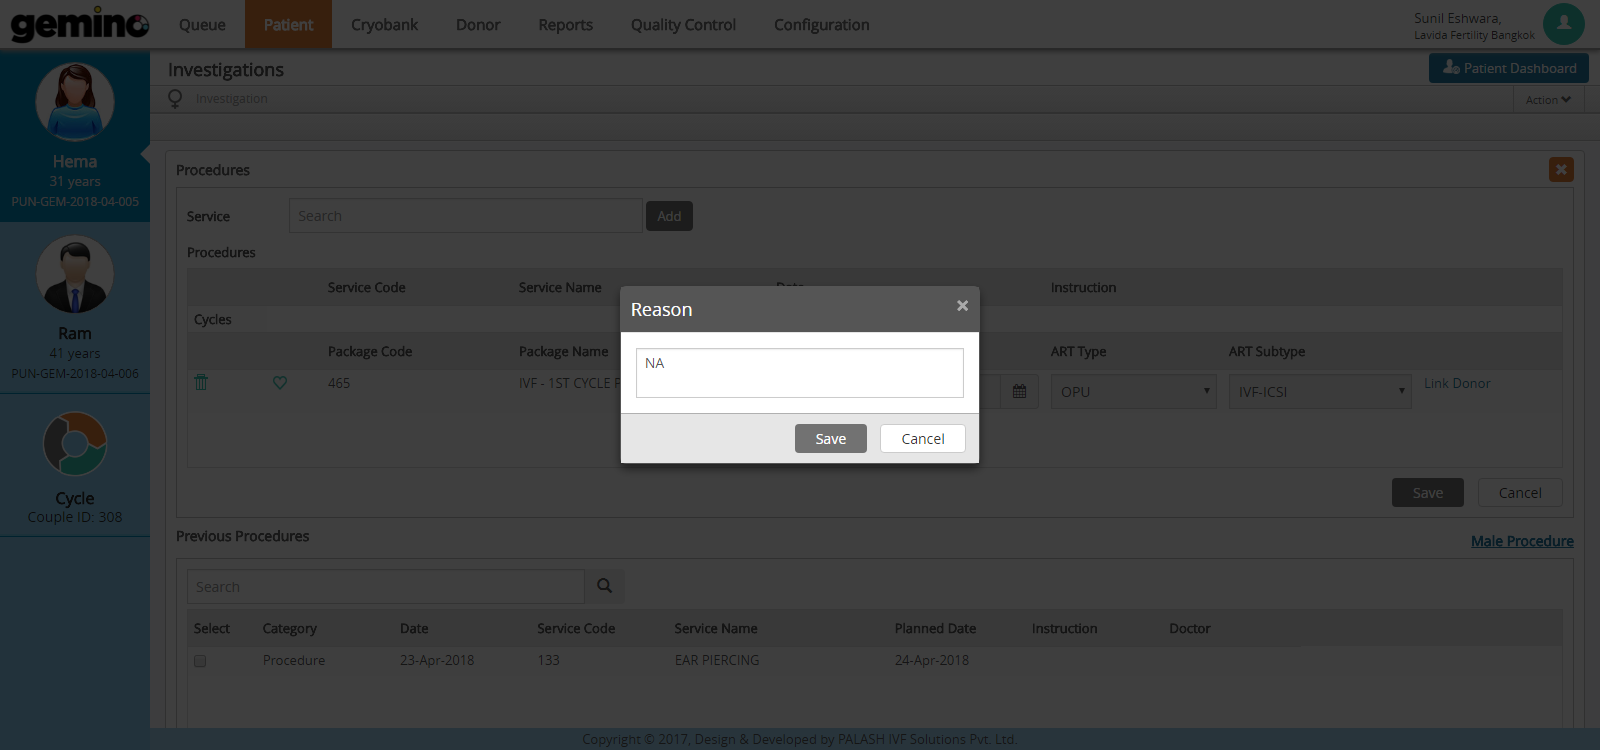 gemino Queue Patient Cryobank Donor Reports Quality Control Configuration
Sunil Eshwara,
Lavida Fertility Bangkok
Investigations
Patient Dashboard
Investigation
Action
Hema
31 years
PUN-GEM-2018-04-005
Ram
41 years
PUN-GEM-2018-04-006
Cycle
Couple ID: 308
Procedures
Service Search Add
Procedures
Service Code Service Name Instruction
Cycles
Package Code Package Name ART Type ART Subtype
465 IVF - 1ST CYCLE OPU IVF-ICSI Link Donor
Reason
NA
Save Cancel
Save Cancel
Previous Procedures
Male Procedure
Search
Select Category Date Service Code Service Name Planned Date Instruction Doctor
Procedure 23-Apr-2018 133 EAR PIERCING 24-Apr-2018
Copyright © 2017, Design & Developed by PALASH IVF Solutions Pvt. Ltd.